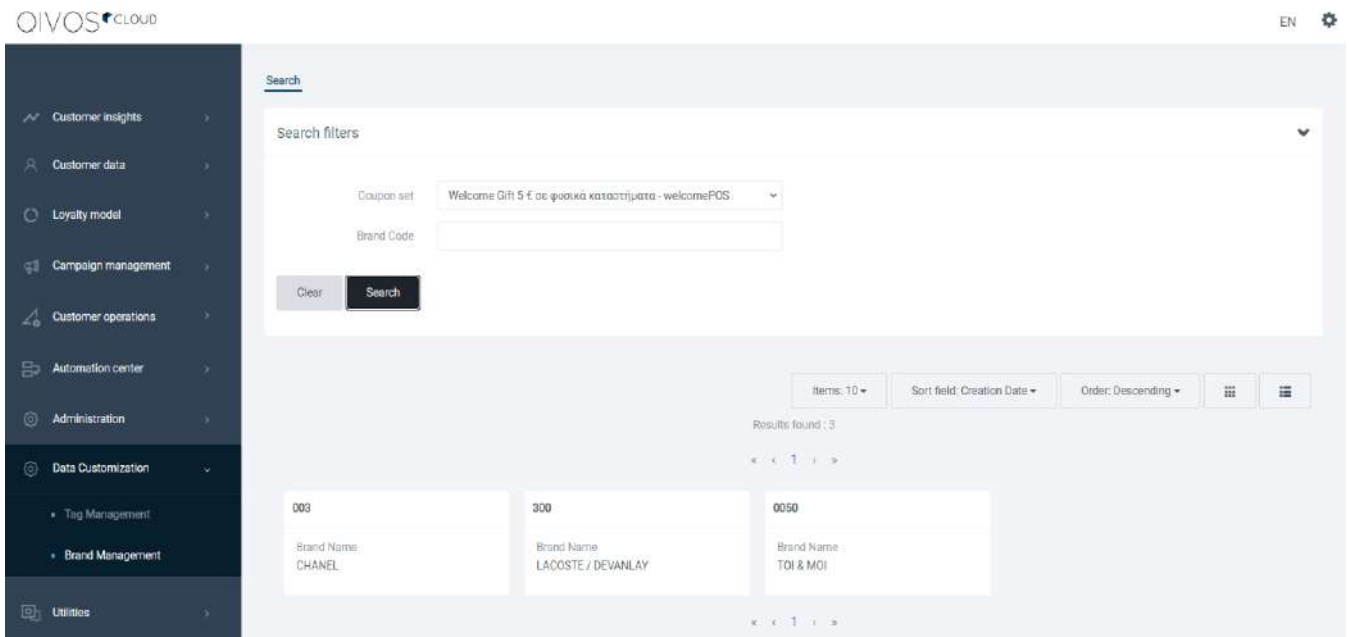 QIVOS CLOUD
EN
Customer insights
Customer data
Loyalty model
Campaign management
Customer operations
Automation center
Administration
Data Customization
Tag Management
Brand Management
Utilities
Search
Search filters
Coupon set
Welcome Gift 5 € σε φυσικά καταστήματα - welcomePOS
Brand Code
Clear
Search
Items: 10
Sort field: Creation Date
Order: Descending
Results found : 3
« ‹ 1 › »
003
Brand Name
CHANEL
300
Brand Name
LACOSTE / DEVANLAY
0050
Brand Name
TOI & MOI
« ‹ 1 › »